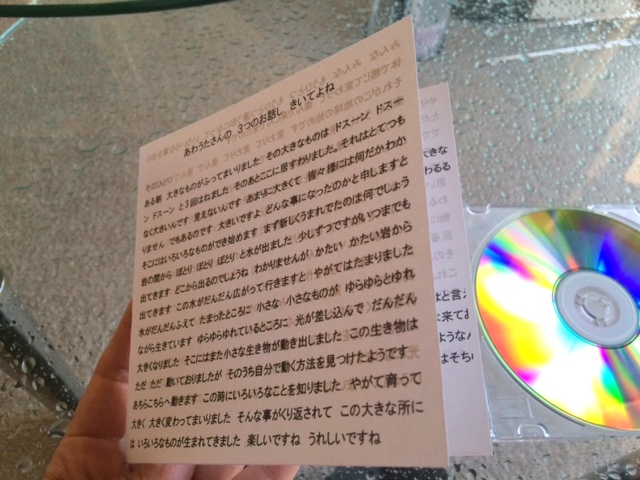 あわうたさんの 3つのお話し きいてよね
そのひとつ
ある朝 大きなものがふってまいりました その大きなものは ドスーン ドスー
ン ドスーン と3回はねました そのあとここに居すわりました それはとてつも
なく大きいんです 見えないんです あまりに大きくて 皆々様には何だかわか
りません でもあるのです 大きいですよ どんな事になったのかと申しますと
そこにはいろいろなものができ始めます まず新しくうまれでたのは何でしょう
岩の間から ぽとり ぽとり ぽとり と水が出ました 少しずつですがいつまでも
出てきます どこから出るのでしょうね わかりませんが かたい かたい岩から
出てきます この水がだんだん広がって行きますと やがてはたまりました
水がだんだんふえて たまったところに 小さな 小さなものが ゆらゆらとゆれ
ながら生きています ゆらゆらゆれているところに 光が差し込んで だんだん
大きくなりました そこにはまた小さな生き物が動き出しました この生き物は
ただ ただ 動いておりましたが そのうち自分で動く方法を見つけたようです
あちらこちらへ動きます この時にいろいろなことを知りました やがて育って
大きく 大きく変わってまいりました そんな事がくり返されて この大きな所に
は いろいろなものが生まれてきました 楽しいですね うれしいですね